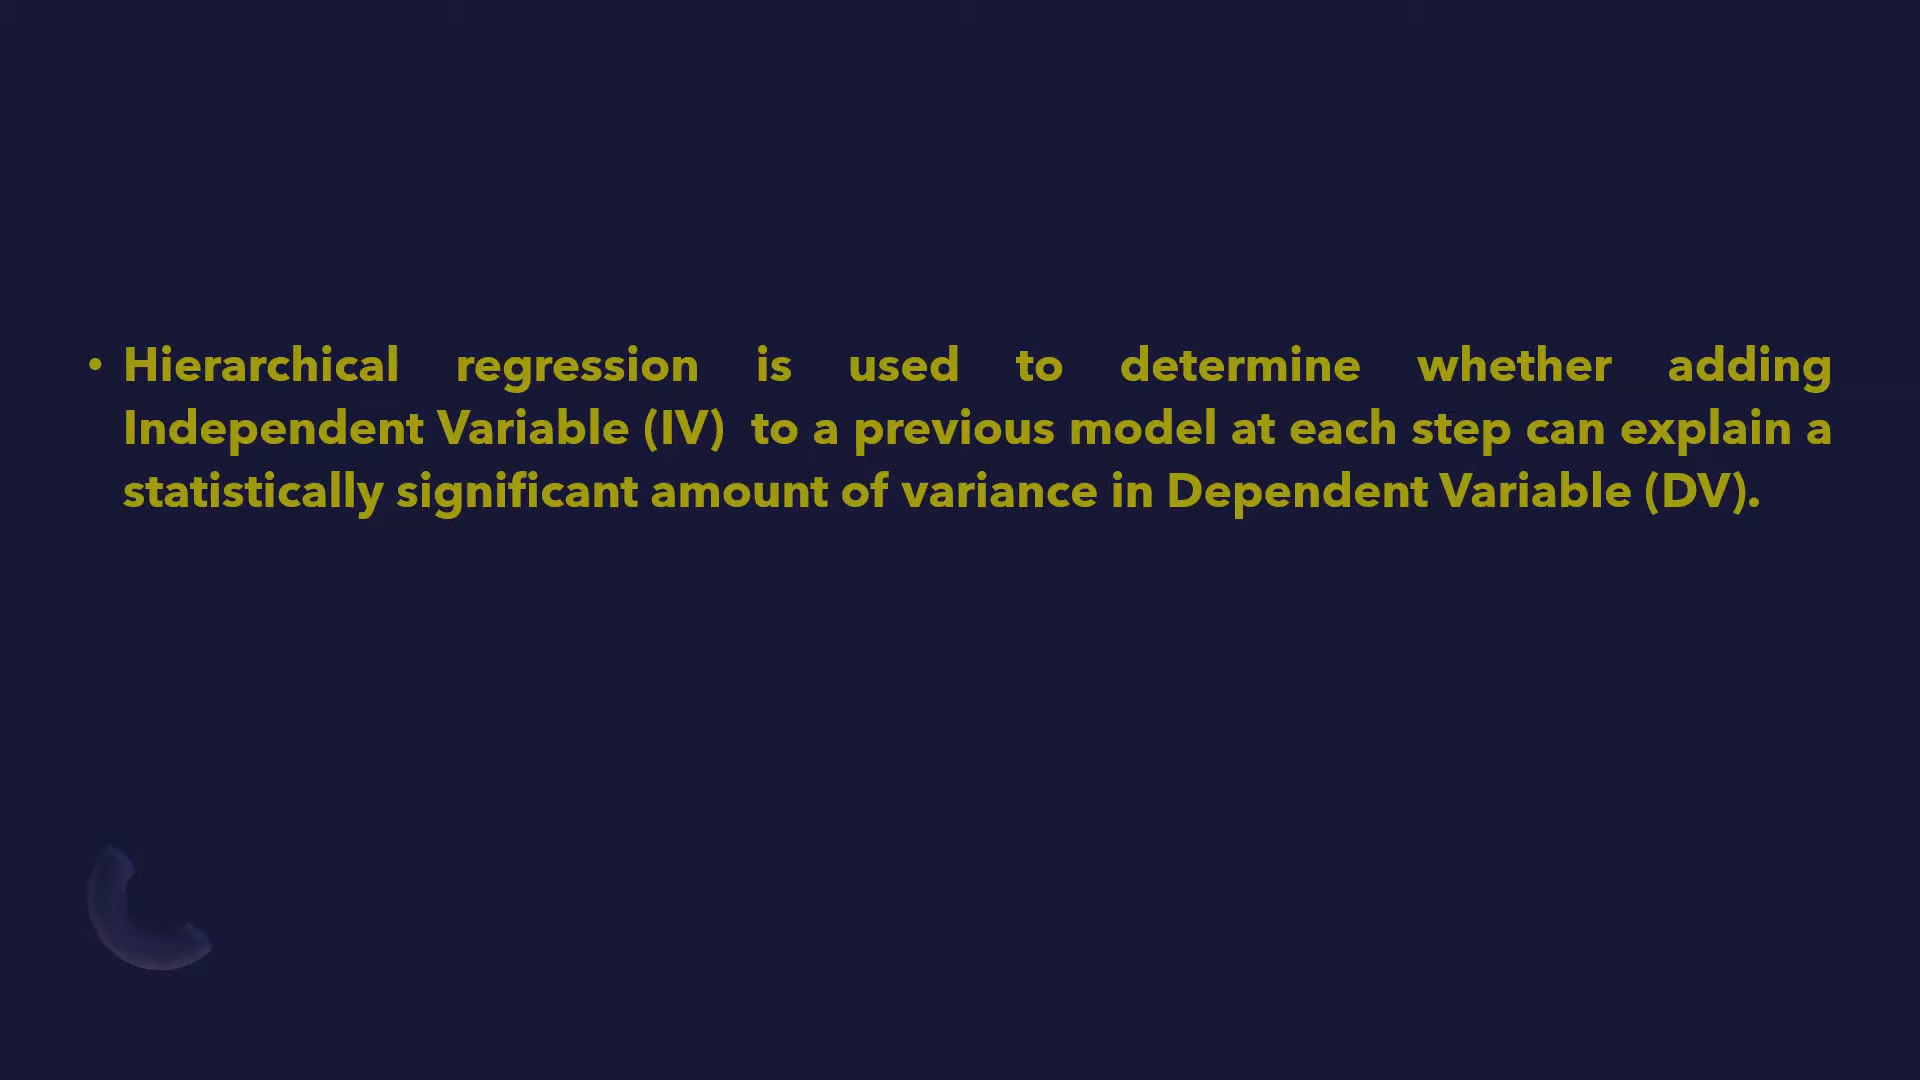 • Hierarchical regression is used to determine whether adding
Independent Variable (IV) to a previous model at each step can explain a
statistically significant amount of variance in Dependent Variable (DV).